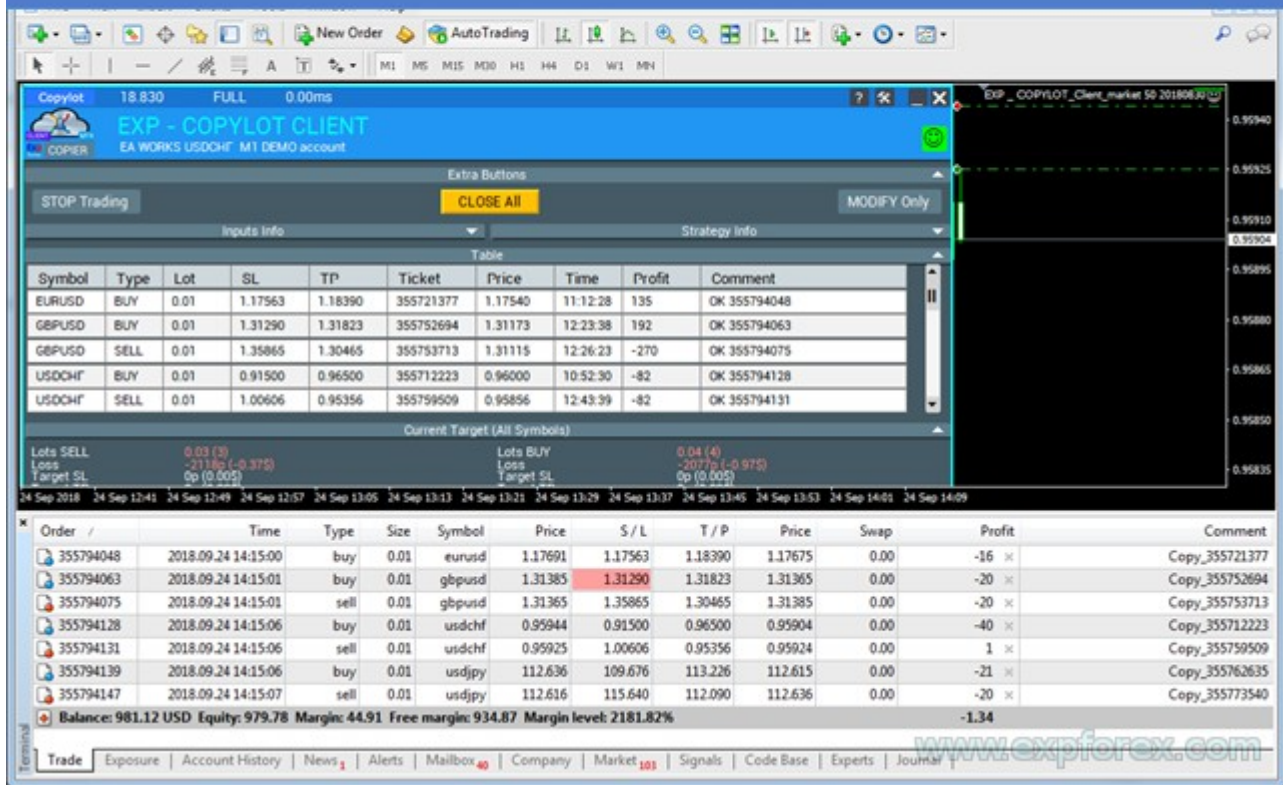 New Order AutoTrading
A T M1 M5 M15 M30 H1 H4 D1 W1 MN
Copylot 18.830 FULL 0.00ms ? X
EXP - COPYLOT CLIENT
COPIER EA WORKS USDCHF M1 DEMO account
EXP _ COPYLOT_Client_market 50 20180830
0.95940
Extra Buttons
0.95925
STOP Trading CLOSE All MODIFY Only
0.95910
Inputs Info Strategy Info
0.95904
Table
Symbol Type Lot SL TP Ticket Price Time Profit Comment
0.95895
EURUSD BUY 0.01 1.17563 1.18390 355721377 1.17540 11:12:28 135 OK 355794048
GBPUSD BUY 0.01 1.31290 1.31823 355752694 1.31173 12:23:38 192 OK 355794063
0.95880
GBPUSD SELL 0.01 1.35865 1.30465 355753713 1.31115 12:26:23 -270 OK 355794075
USDCHF BUY 0.01 0.91500 0.96500 355712223 0.96000 10:52:30 -82 OK 355794128
0.95865
USDCHF SELL 0.01 1.00606 0.95356 355759509 0.95856 12:43:39 -82 OK 355794131
0.95850
Current Target (All Symbols)
Lots SELL 0.03 (3) Lots BUY 0.04 (4)
Loss -2118p (-0.37$) Loss -2077p (-0.97$)
0.95835
Target SL 0p (0.00$) Target SL 0p (0.00$)
24 Sep 2018 24 Sep 12:41 24 Sep 12:49 24 Sep 12:57 24 Sep 13:05 24 Sep 13:13 24 Sep 13:21 24 Sep 13:29 24 Sep 13:37 24 Sep 13:45 24 Sep 13:53 24 Sep 14:01 24 Sep 14:09
Order / Time Type Size Symbol Price S / L T / P Price Swap Profit Comment
355794048 2018.09.24 14:15:00 buy 0.01 eurusd 1.17691 1.17563 1.18390 1.17675 0.00 -16 Copy_355721377
355794063 2018.09.24 14:15:01 buy 0.01 gbpusd 1.31385 1.31290 1.31823 1.31365 0.00 -20 Copy_355752694
355794075 2018.09.24 14:15:01 sell 0.01 gbpusd 1.31365 1.35865 1.30465 1.31385 0.00 -20 Copy_355753713
355794128 2018.09.24 14:15:06 buy 0.01 usdchf 0.95944 0.91500 0.96500 0.95904 0.00 -40 Copy_355712223
355794131 2018.09.24 14:15:06 sell 0.01 usdchf 0.95925 1.00606 0.95356 0.95924 0.00 1 Copy_355759509
355794139 2018.09.24 14:15:06 buy 0.01 usdjpy 112.636 109.676 113.226 112.615 0.00 -21 Copy_355762635
355794147 2018.09.24 14:15:07 sell 0.01 usdjpy 112.616 115.640 112.090 112.636 0.00 -20 Copy_355773540
Balance: 981.12 USD Equity: 979.78 Margin: 44.91 Free margin: 934.87 Margin level: 2181.82% -1.34
www.expforex.com
Terminal Trade Exposure Account History News 1 Alerts Mailbox 40 Company Market 103 Signals Code Base Experts Journal